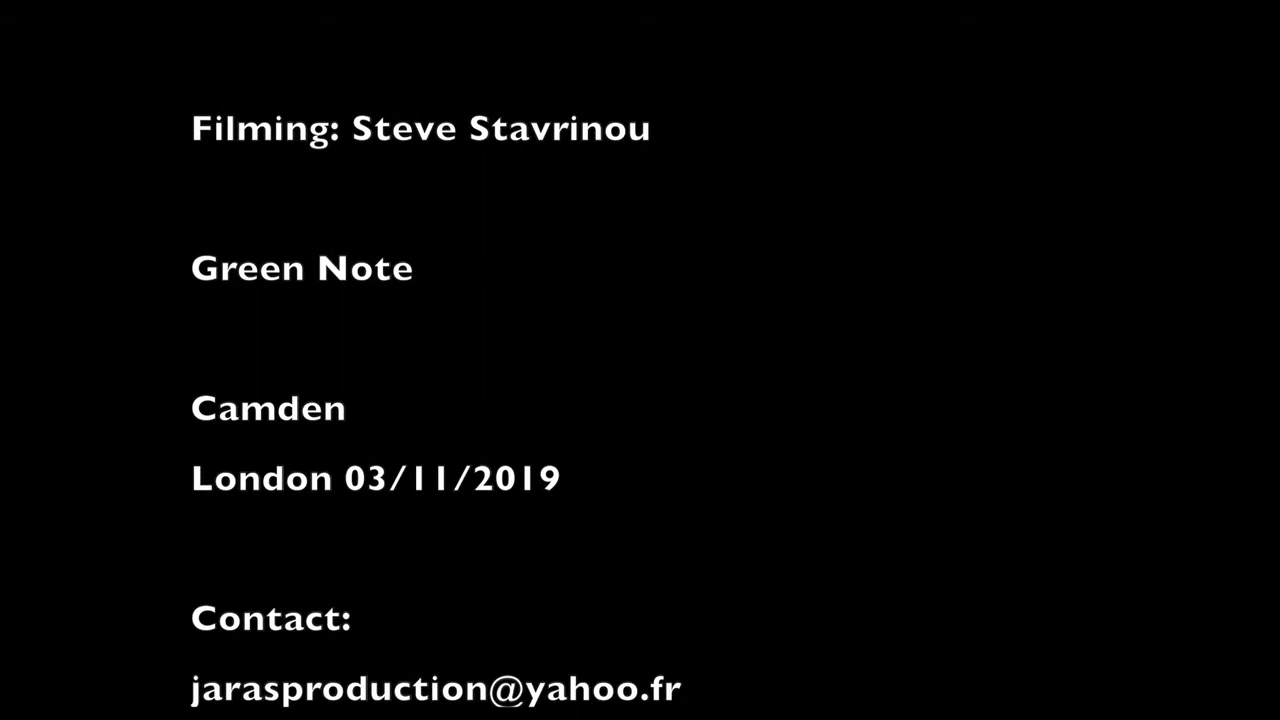 Filming: Steve Stavrinou
Green Note
Camden
London 03/11/2019
Contact:
jarasproduction@yahoo.fr